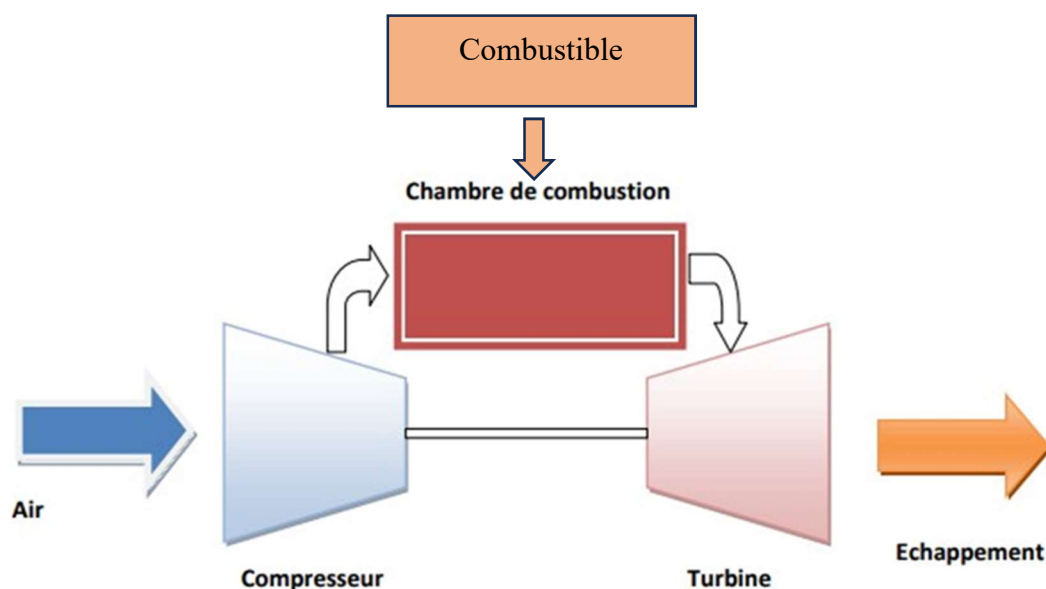 Combustible
Chambre de combustion
Air
Compresseur
Turbine
Echappement